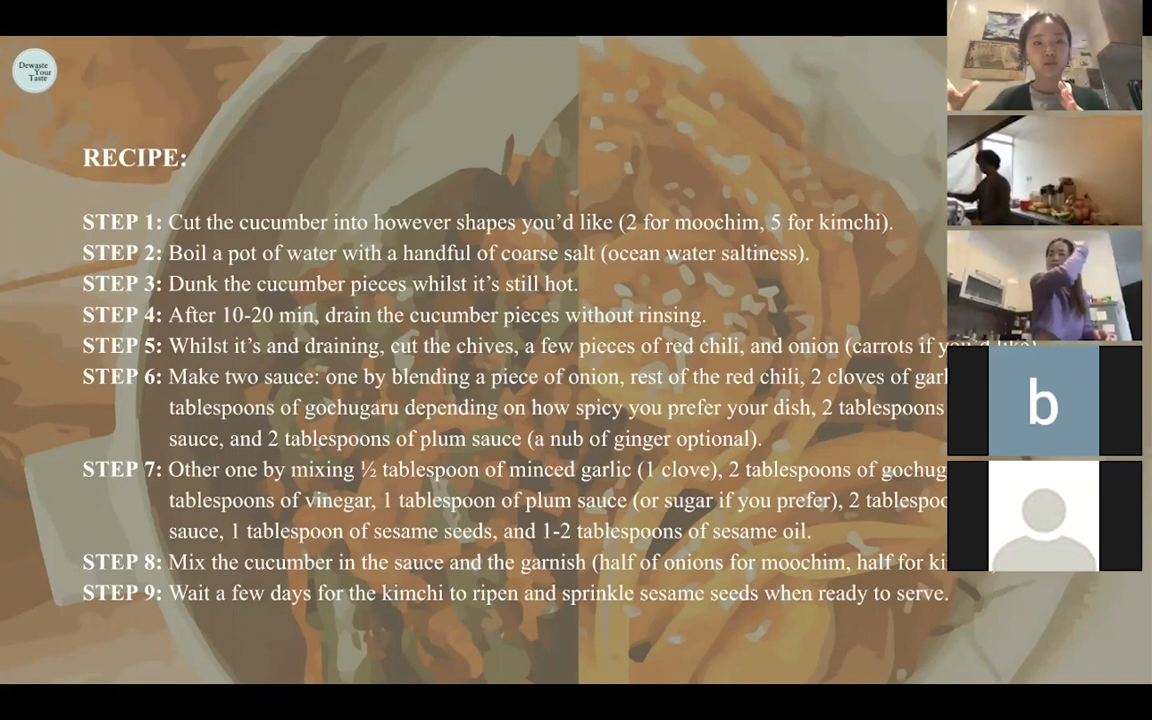 Dewaste
Your
Taste
RECIPE:
STEP 1: Cut the cucumber into however shapes you’d like (2 for moochim, 5 for kimchi).
STEP 2: Boil a pot of water with a handful of coarse salt (ocean water saltiness).
STEP 3: Dunk the cucumber pieces whilst it’s still hot.
STEP 4: After 10-20 min, drain the cucumber pieces without rinsing.
STEP 5: Whilst it’s and draining, cut the chives, a few pieces of red chili, and onion (carrots if
STEP 6: Make two sauce: one by blending a piece of onion, rest of the red chili, 2 cloves of
tablespoons of gochugaru depending on how spicy you prefer your dish, 2 tablespoons
sauce, and 2 tablespoons of plum sauce (a nub of ginger optional).
STEP 7: Other one by mixing ½ tablespoon of minced garlic (1 clove), 2 tablespoons of
tablespoons of vinegar, 1 tablespoon of plum sauce (or sugar if you prefer), 2
sauce, 1 tablespoon of sesame seeds, and 1-2 tablespoons of sesame oil.
STEP 8: Mix the cucumber in the sauce and the garnish (half of onions for moochim, half for
STEP 9: Wait a few days for the kimchi to ripen and sprinkle sesame seeds when ready to serve.
b